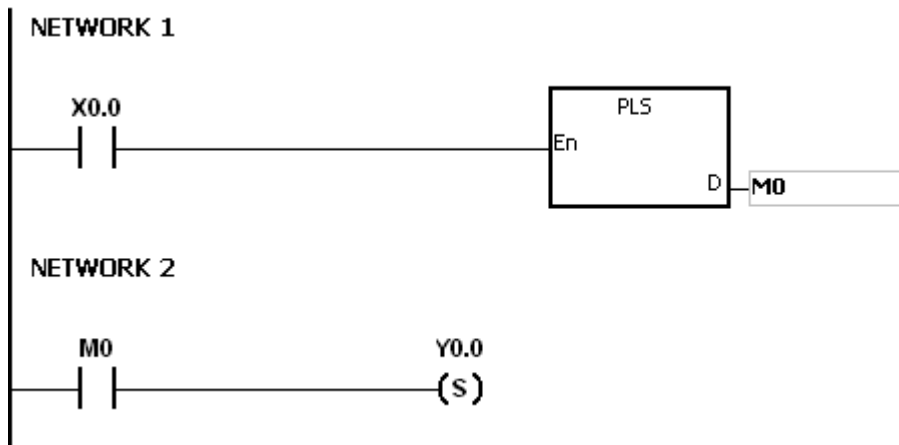 NETWORK 1
X0.0
PLS
En
D
M0
NETWORK 2
M0
Y0.0
S